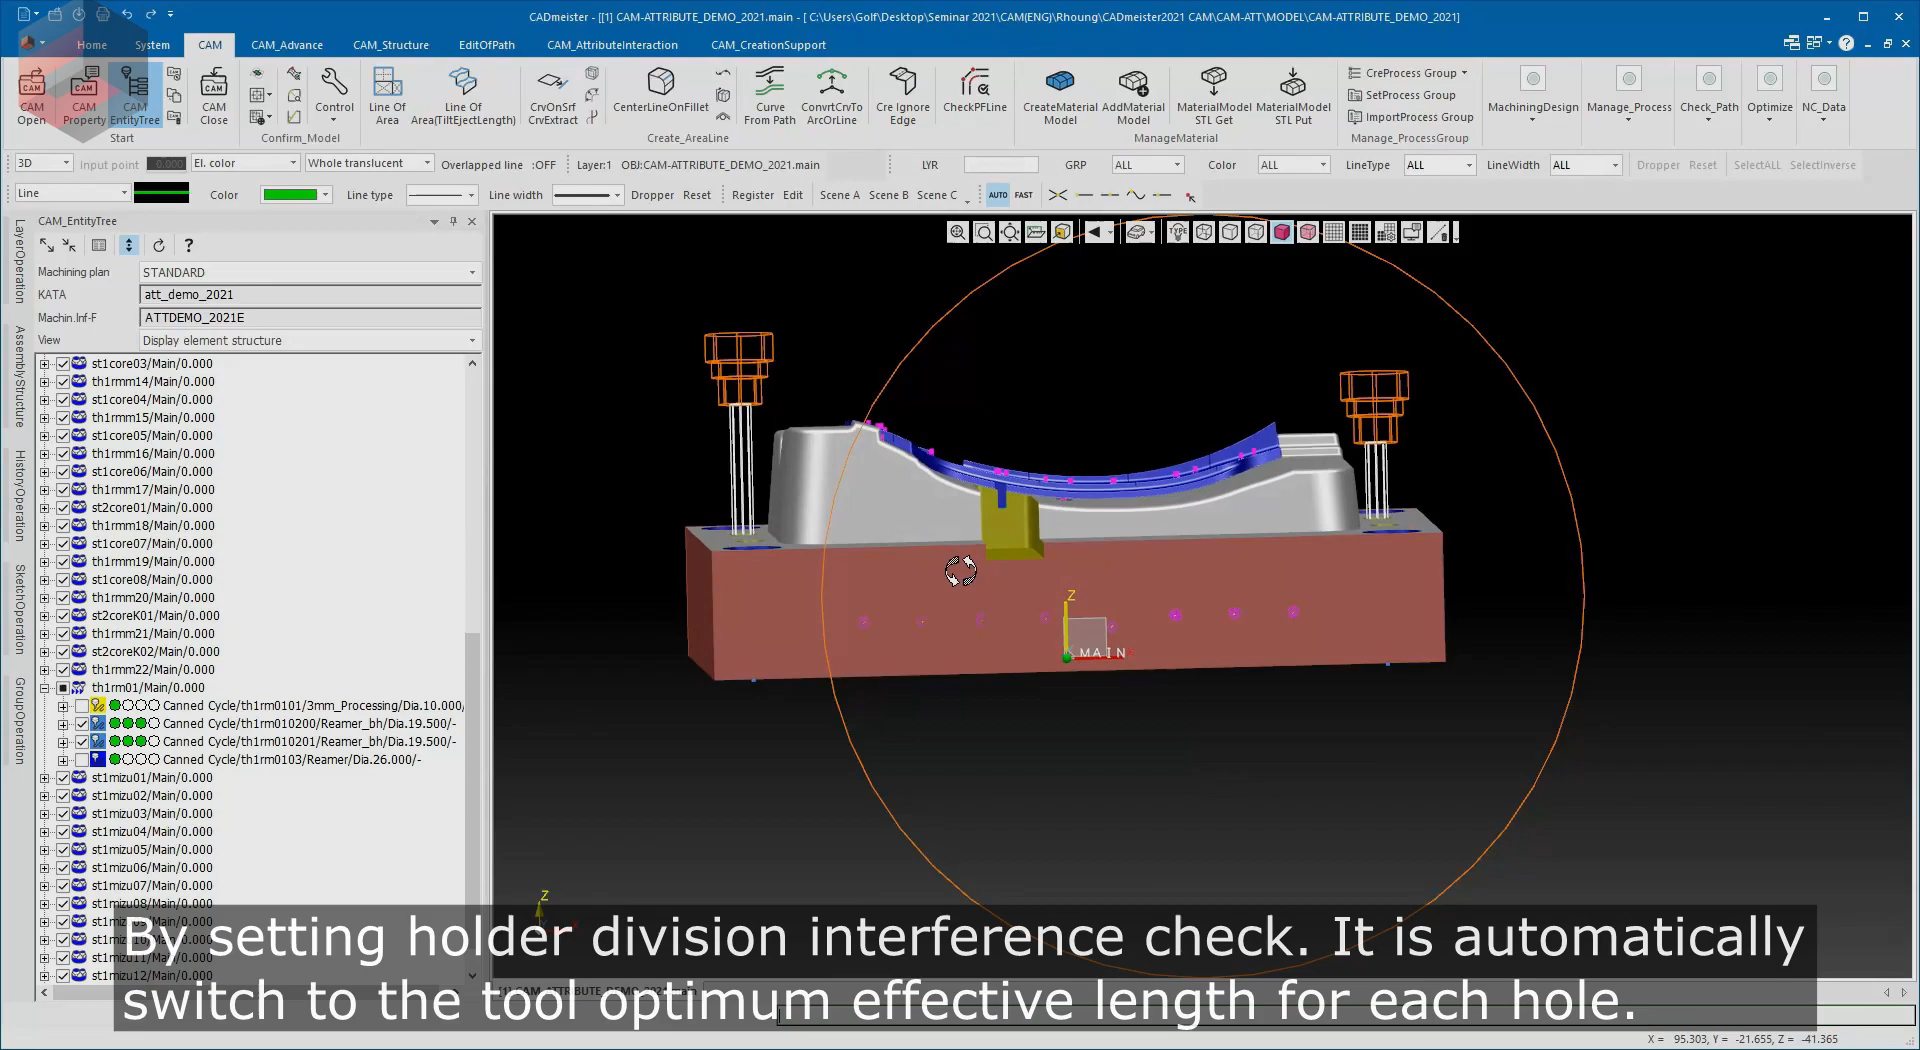 CADmeister - [[1] CAM-ATTRIBUTE_DEMO_2021.main - [ C:\Users\Golf\Desktop\Seminar 2021\CAM(ENG)\Rhoung\CADmeister2021 CAM\CAM-ATT\MODEL\CAM-ATTRIBUTE_DEMO_2021]
Home System CAM CAM_Advance CAM_Structure EditOfPath CAM_AttributeInteraction CAM_CreationSupport
CAM Open
CAM Property
CAM EntityTree
CAM Close
Control
Line Of Area
Line Of Area(TiltEjectLength)
CrvOnSrf CrvExtract
CenterLineOnFillet
Curve From Path
ConvrtCrvTo ArcOrLine
Cre Ignore Edge
CheckPFLine
CreateMaterial Model
AddMaterial Model
MaterialModel STL Get
MaterialModel STL Put
CreProcess Group
SetProcess Group
ImportProcess Group
MachiningDesign
Manage_Process
Check_Path
Optimize
NC_Data
Start Confirm_Model Create_AreaLine ManageMaterial Manage_ProcessGroup
3D Input point 0.000 El. color Whole translucent Overlapped line :OFF Layer:1 OBJ:CAM-ATTRIBUTE_DEMO_2021.main LYR GRP ALL Color ALL LineType ALL LineWidth ALL Dropper Reset SelectALL SelectInverse
Line Color Line type Line width Dropper Reset Register Edit Scene A Scene B Scene C AUTO FAST
CAM_EntityTree
Machining plan STANDARD
KATA att_demo_2021
Machin.Inf-F ATTDEMO_2021E
View Display element structure
LayerOperation
AssemblyStructure
HistoryOperation
SketchOperation
GroupOperation
st1core03/Main/0.000
th1rmm14/Main/0.000
st1core04/Main/0.000
th1rmm15/Main/0.000
st1core05/Main/0.000
th1rmm16/Main/0.000
st1core06/Main/0.000
th1rmm17/Main/0.000
st2core01/Main/0.000
th1rmm18/Main/0.000
st1core07/Main/0.000
th1rmm19/Main/0.000
st1core08/Main/0.000
th1rmm20/Main/0.000
st2coreK01/Main/0.000
th1rmm21/Main/0.000
st2coreK02/Main/0.000
th1rmm22/Main/0.000
th1rm01/Main/0.000
Canned Cycle/th1rm0101/3mm_Processing/Dia.10.000/
Canned Cycle/th1rm010200/Reamer_bh/Dia.19.500/-
Canned Cycle/th1rm010201/Reamer_bh/Dia.19.500/-
Canned Cycle/th1rm0103/Reamer/Dia.26.000/-
st1mizu01/Main/0.000
st1mizu02/Main/0.000
st1mizu03/Main/0.000
st1mizu04/Main/0.000
st1mizu05/Main/0.000
st1mizu06/Main/0.000
st1mizu07/Main/0.000
st1mizu08/Main/0.000
st1mizu12/Main/0.000
TYPE
Z
MAIN
Z
By setting holder division interference check. It is automatically
switch to the tool optimum effective length for each hole.
X = 95.303, Y = -21.655, Z = -41.365